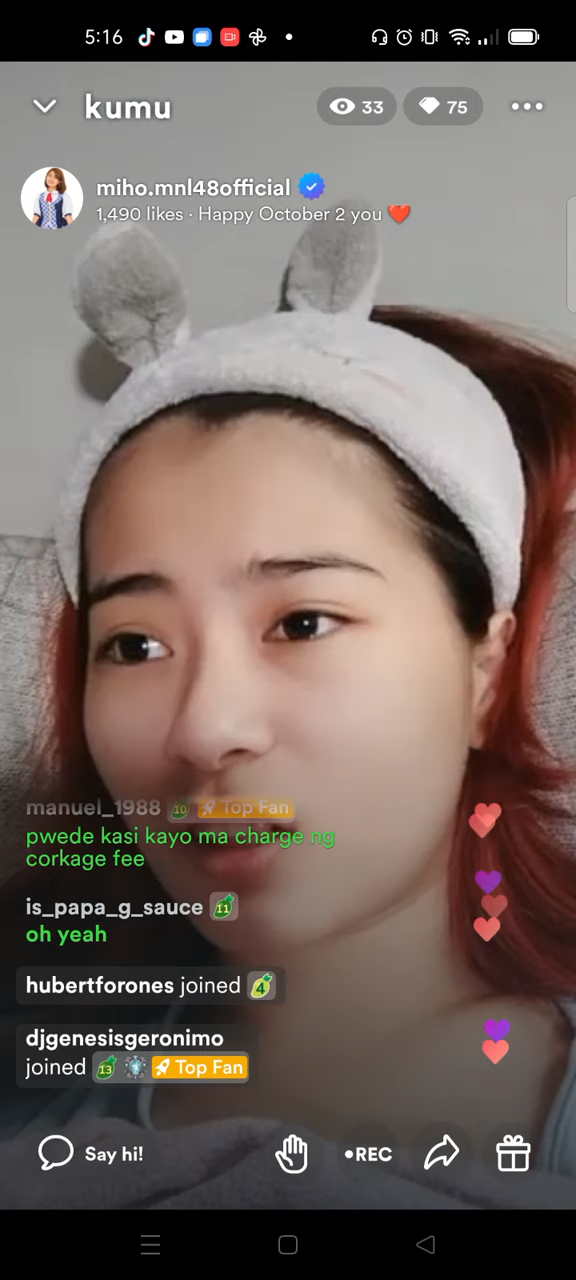 5:16
kumu
33
75
miho.mnl48official
1,490 likes · Happy October 2 you ❤️
manuel_1988 10 Top Fan
pwede kasi kayo ma charge ng
corkage fee
is_papa_g_sauce 11
oh yeah
hubertforones joined 4
djgenesisgeronimo
joined 13 Top Fan
Say hi!
•REC